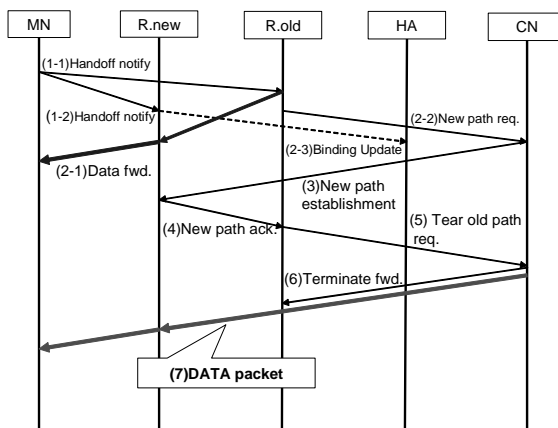 MN R.new R.old HA CN
(1-1)Handoff notify
(1-2)Handoff notify
(2-2)New path req.
(2-3)Binding Update
(2-1)Data fwd.
(3)New path
establishment
(4)New path ack.
(5) Tear old path
req.
(6)Terminate fwd.
(7)DATA packet